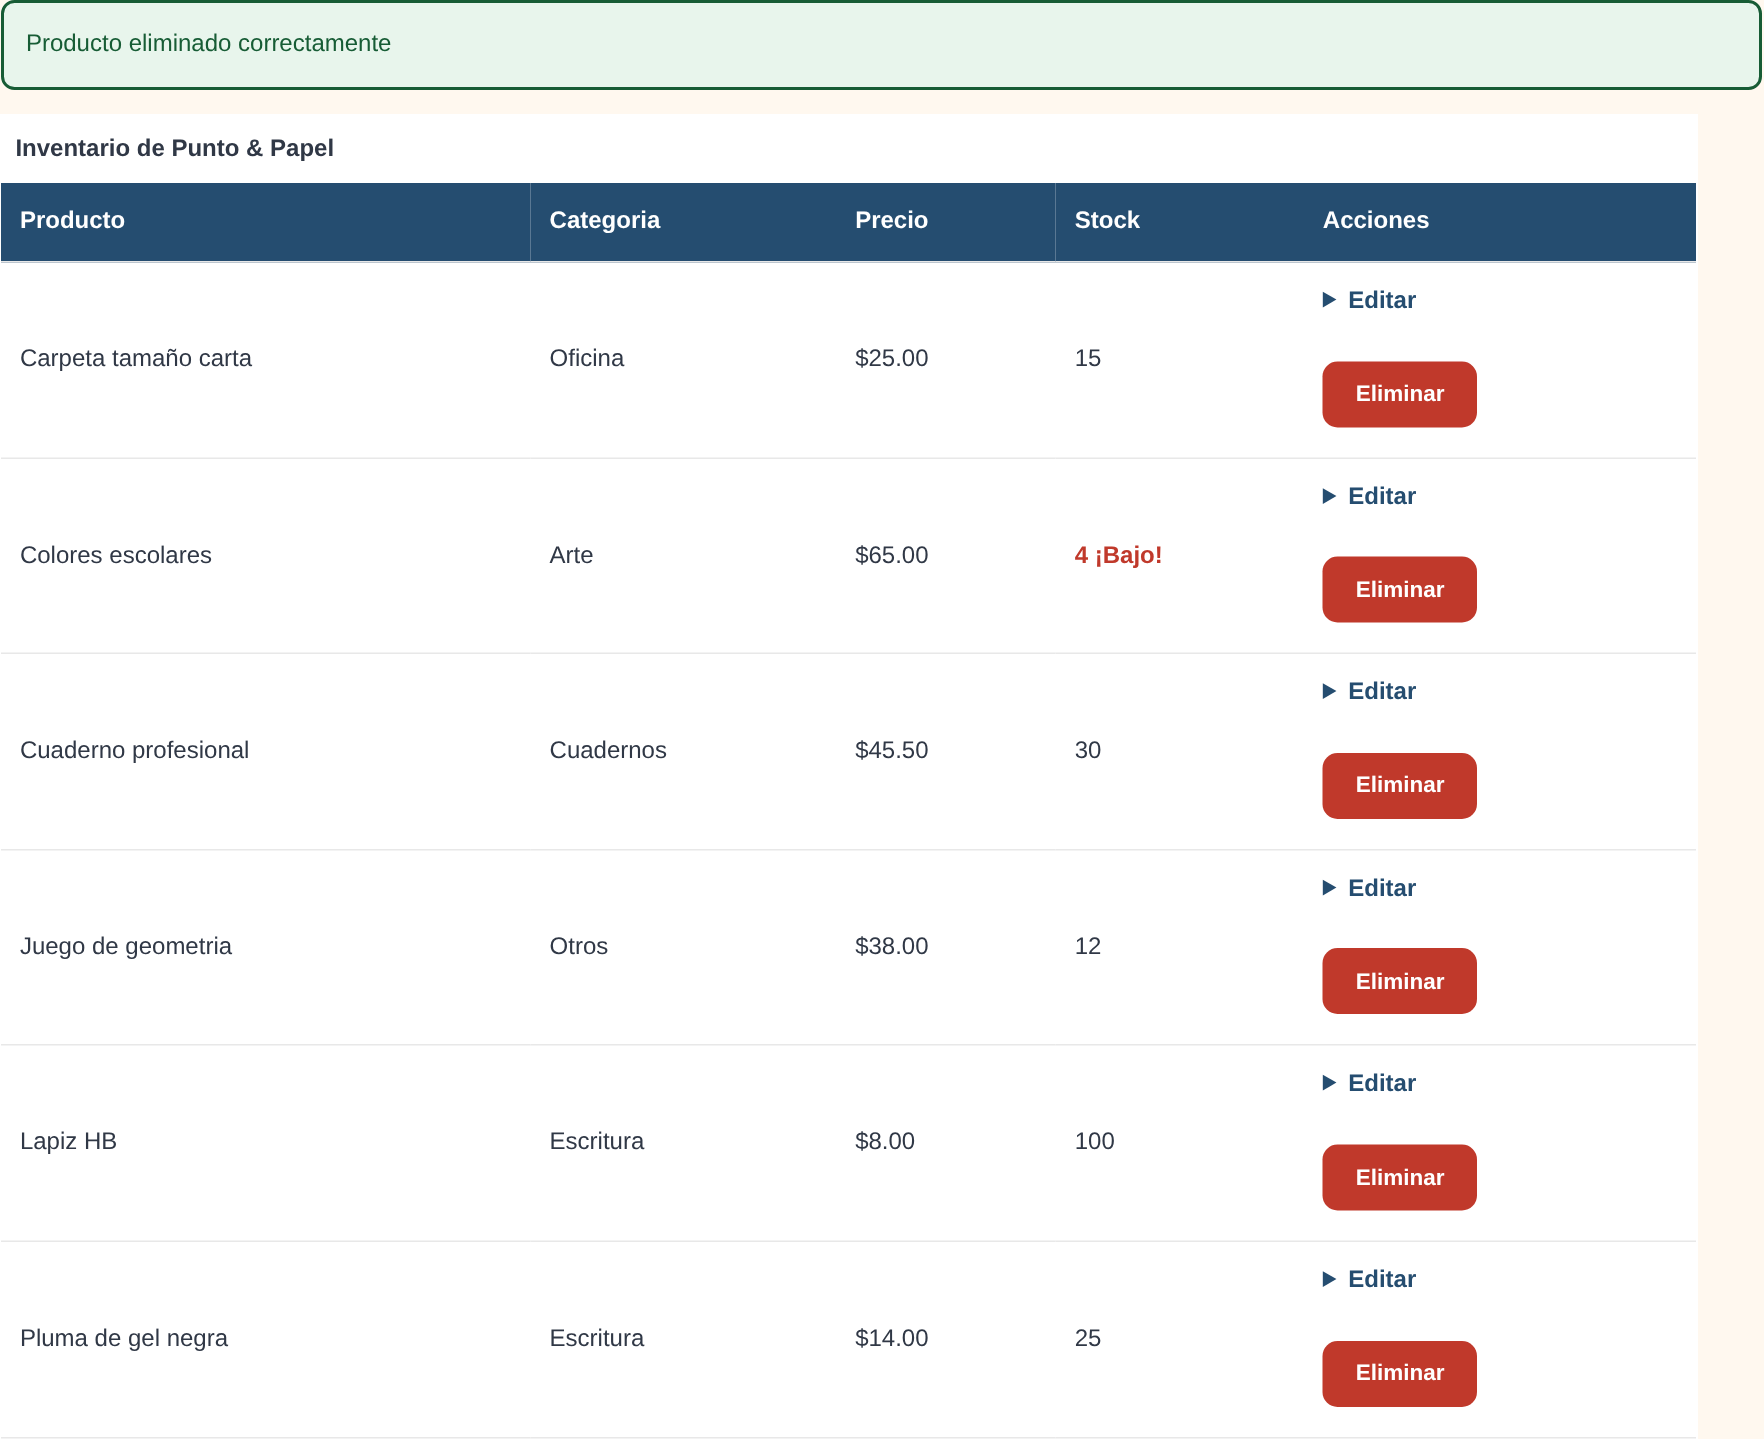 Producto eliminado correctamente
Inventario de Punto & Papel
Producto Categoria Precio Stock Acciones
Carpeta tamaño carta Oficina $25.00 15 Editar
Eliminar
Colores escolares Arte $65.00 4 ¡Bajo! Editar
Eliminar
Cuaderno profesional Cuadernos $45.50 30 Editar
Eliminar
Juego de geometria Otros $38.00 12 Editar
Eliminar
Lapiz HB Escritura $8.00 100 Editar
Eliminar
Pluma de gel negra Escritura $14.00 25 Editar
Eliminar